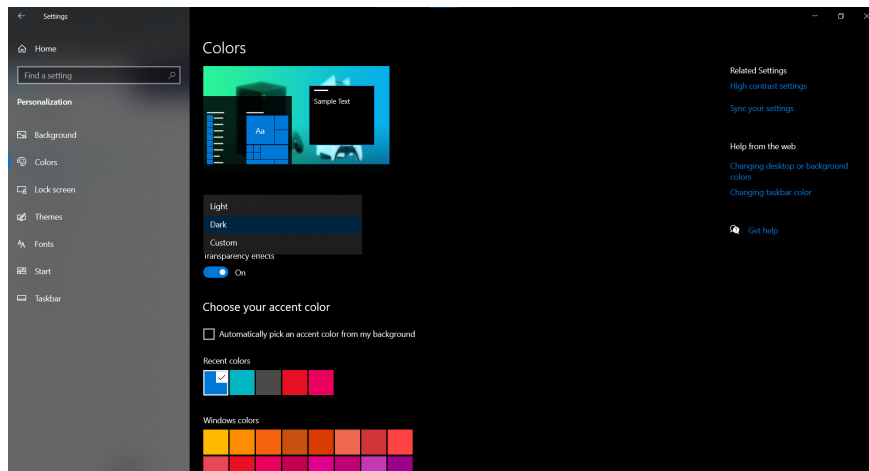 Settings
Home
Find a setting
Personalization
Background
Colors
Lock screen
Themes
Fonts
Start
Taskbar
Colors
Sample Text
Aa
Light
Dark
Custom
Transparency effects
On
Choose your accent color
Automatically pick an accent color from my background
Recent colors
Windows colors
Related Settings
High contrast settings
Sync your settings
Help from the web
Changing desktop or background
colors
Changing taskbar color
Get help